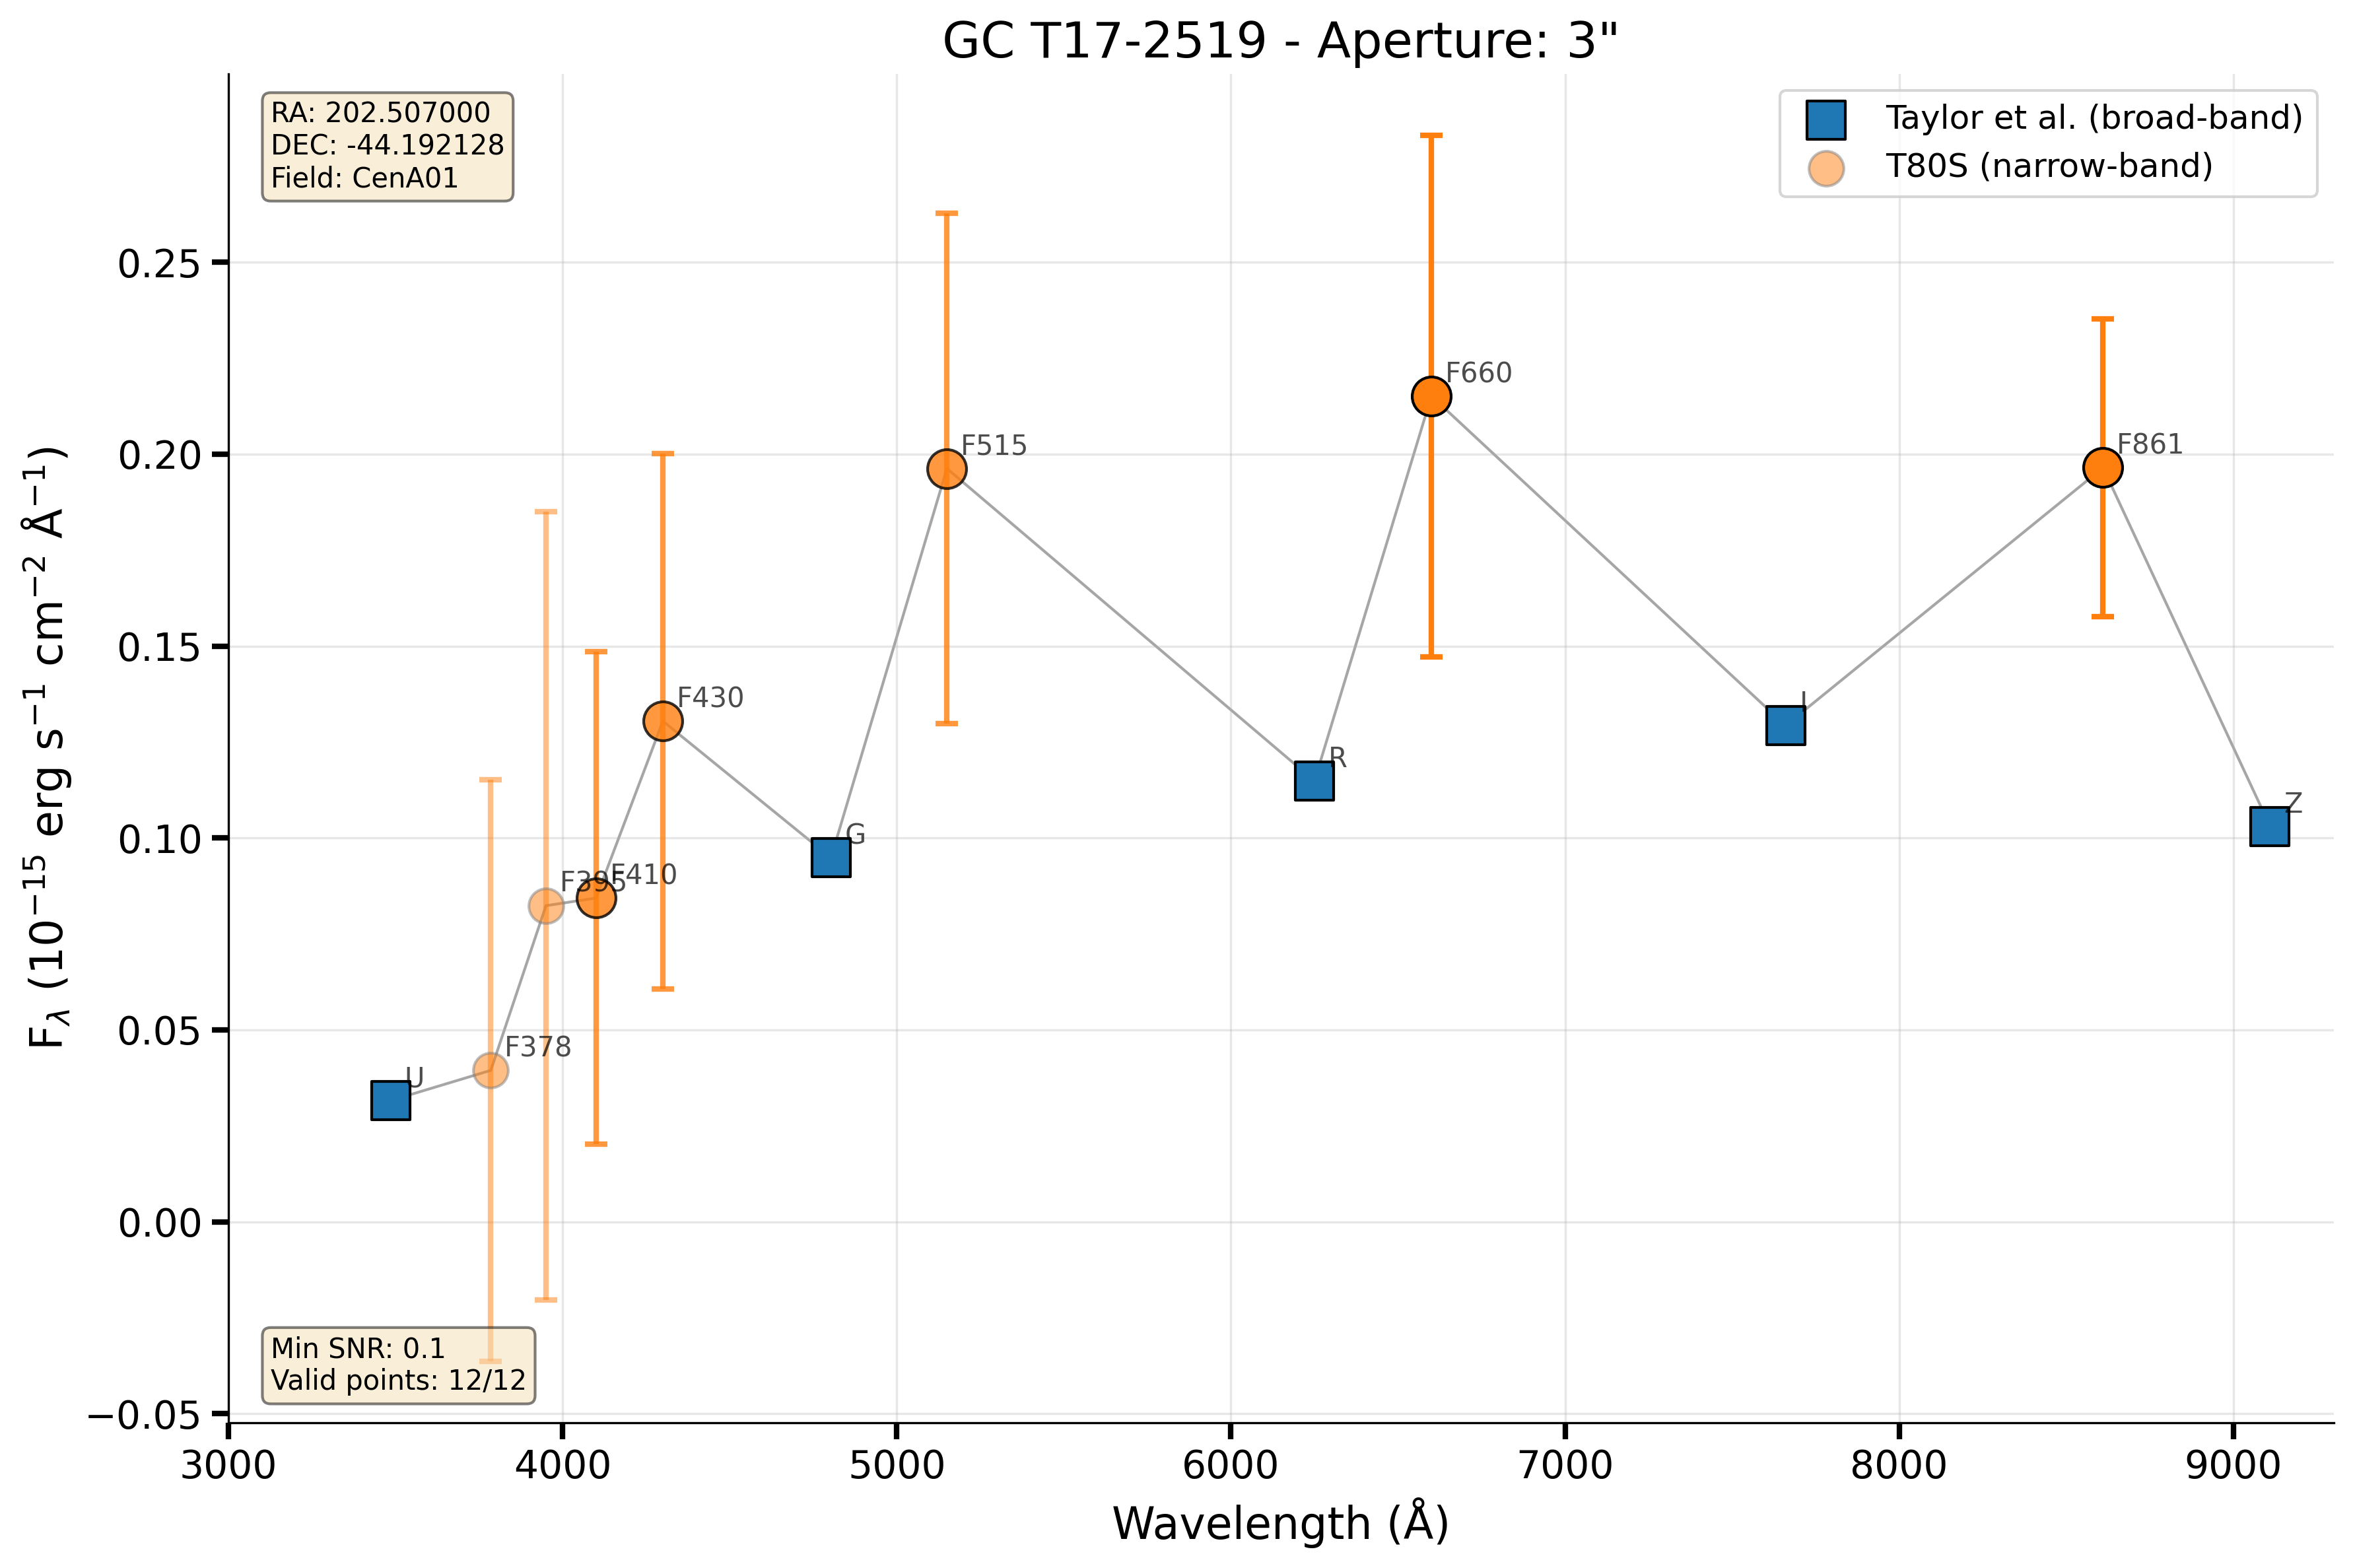 GC T17-2519 - Aperture: 3"
RA: 202.507000
DEC: -44.192128
Field: CenA01
Taylor et al. (broad-band)
T80S (narrow-band)
F660
F515
F861
F430
I
R
Z
G
F395
F410
F378
U
Min SNR: 0.1
Valid points: 12/12
0.25
0.20
0.15
0.10
0.05
0.00
−0.05
3000 4000 5000 6000 7000 8000 9000
Wavelength (Å)
Fλ (10⁻¹⁵ erg s⁻¹ cm⁻² Å⁻¹)